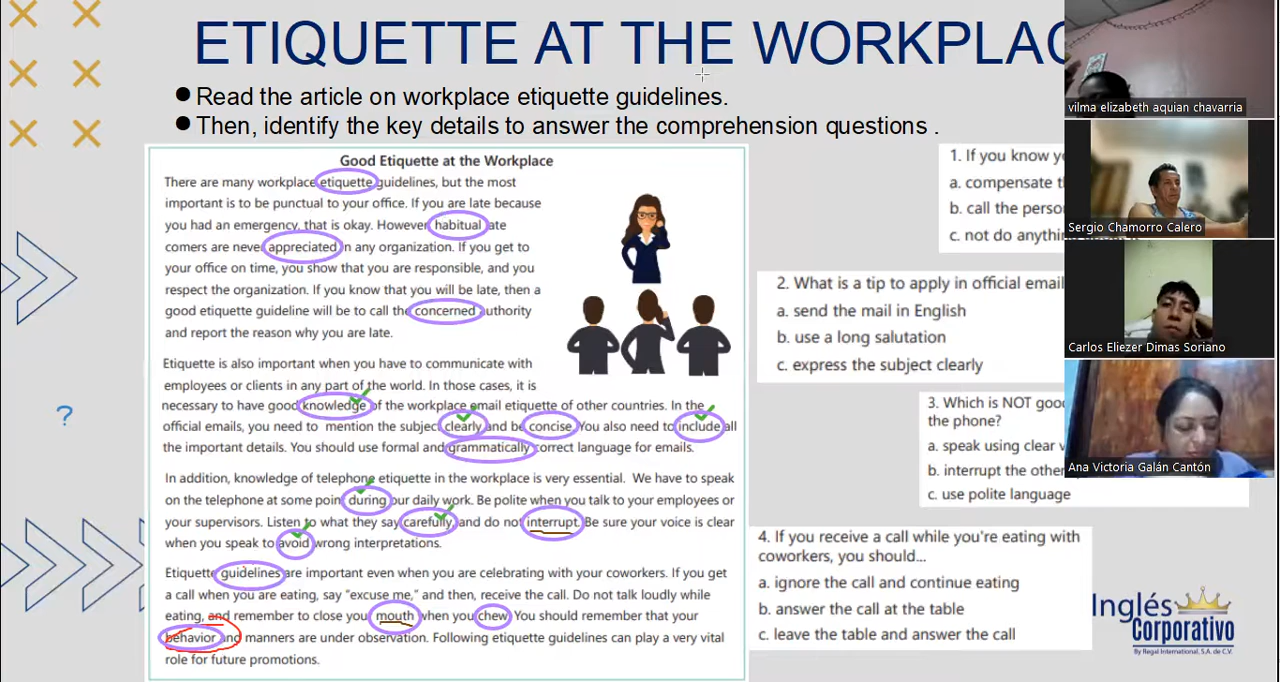 ETIQUETTE AT THE WORKPLAC
Read the article on workplace etiquette guidelines.
Then, identify the key details to answer the comprehension questions .
Good Etiquette at the Workplace
There are many workplace etiquette guidelines, but the most
important is to be punctual to your office. If you are late because
you had an emergency, that is okay. However, habitual late
comers are never appreciated in any organization. If you get to
your office on time, you show that you are responsible, and you
respect the organization. If you know that you will be late, then a
good etiquette guideline will be to call the concerned authority
and report the reason why you are late.
Etiquette is also important when you have to communicate with
employees or clients in any part of the world. In those cases, it is
necessary to have good knowledge of the workplace email etiquette of other countries. In the
official emails, you need to mention the subject clearly and be concise. You also need to include all
the important details. You should use formal and grammatically correct language for emails.
In addition, knowledge of telephone etiquette in the workplace is very essential. We have to speak
on the telephone at some point during our daily work. Be polite when you talk to your employees or
your supervisors. Listen to what they say carefully and do not interrupt. Be sure your voice is clear
when you speak to avoid wrong interpretations.
Etiquette guidelines are important even when you are celebrating with your coworkers. If you get
a call when you are eating, say "excuse me," and then, receive the call. Do not talk loudly while
eating, and remember to close your mouth when you chew. You should remember that your
behavior and manners are under observation. Following etiquette guidelines can play a very vital
role for future promotions.
1. If you know yo
a. compensate th
b. call the perso
c. not do anythin
2. What is a tip to apply in official email
a. send the mail in English
b. use a long salutation
c. express the subject clearly
3. Which is NOT good
the phone?
a. speak using clear v
b. interrupt the other
c. use polite language
4. If you receive a call while you're eating with
coworkers, you should...
a. ignore the call and continue eating
b. answer the call at the table
c. leave the table and answer the call
?
vilma elizabeth aquian chavarria
Sergio Chamorro Calero
Carlos Eliezer Dimas Soriano
Ana Victoria Galán Cantón
Inglés
Corporativo
By Regal International, S.A. de C.V.